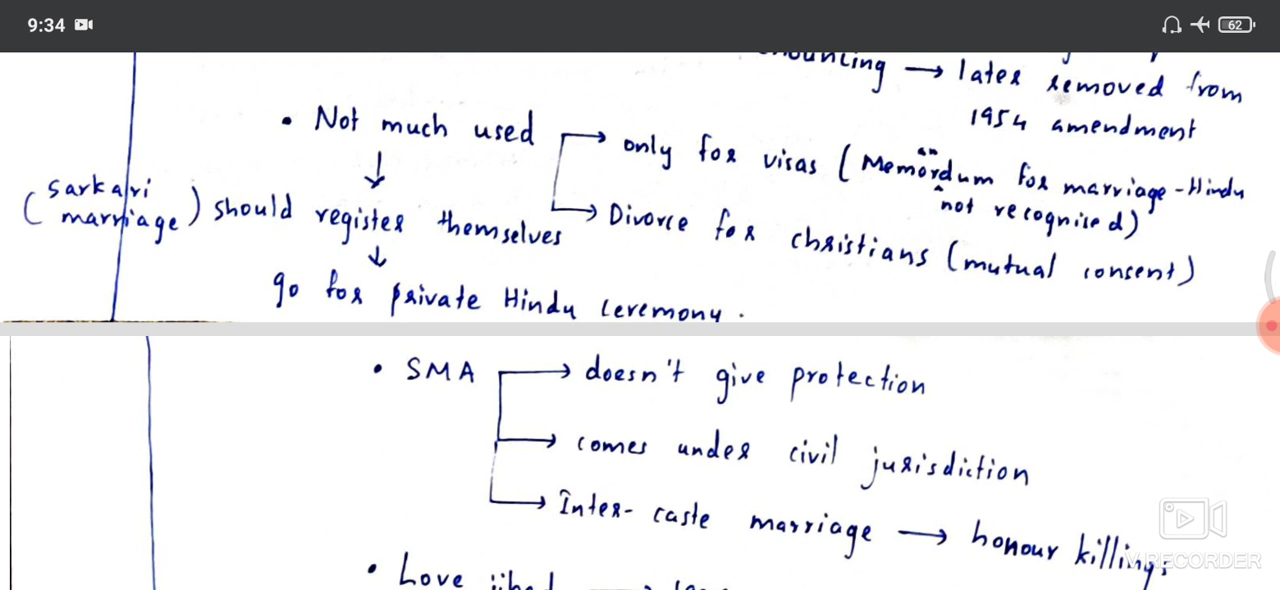 9:34
62
→ later removed from
1954 amendment
• Not much used → only for visas (Memordum for marriage - Hindu
an
not recognised)
↓ → Divorce for christians (mutual consent)
(sarkari marriage) should register themselves
↓
go for private Hindu ceremony.
• SMA → doesn't give protection
→ comes under civil jurisdiction
→ Inter-caste marriage → honour killings
• Love
V RECORDER